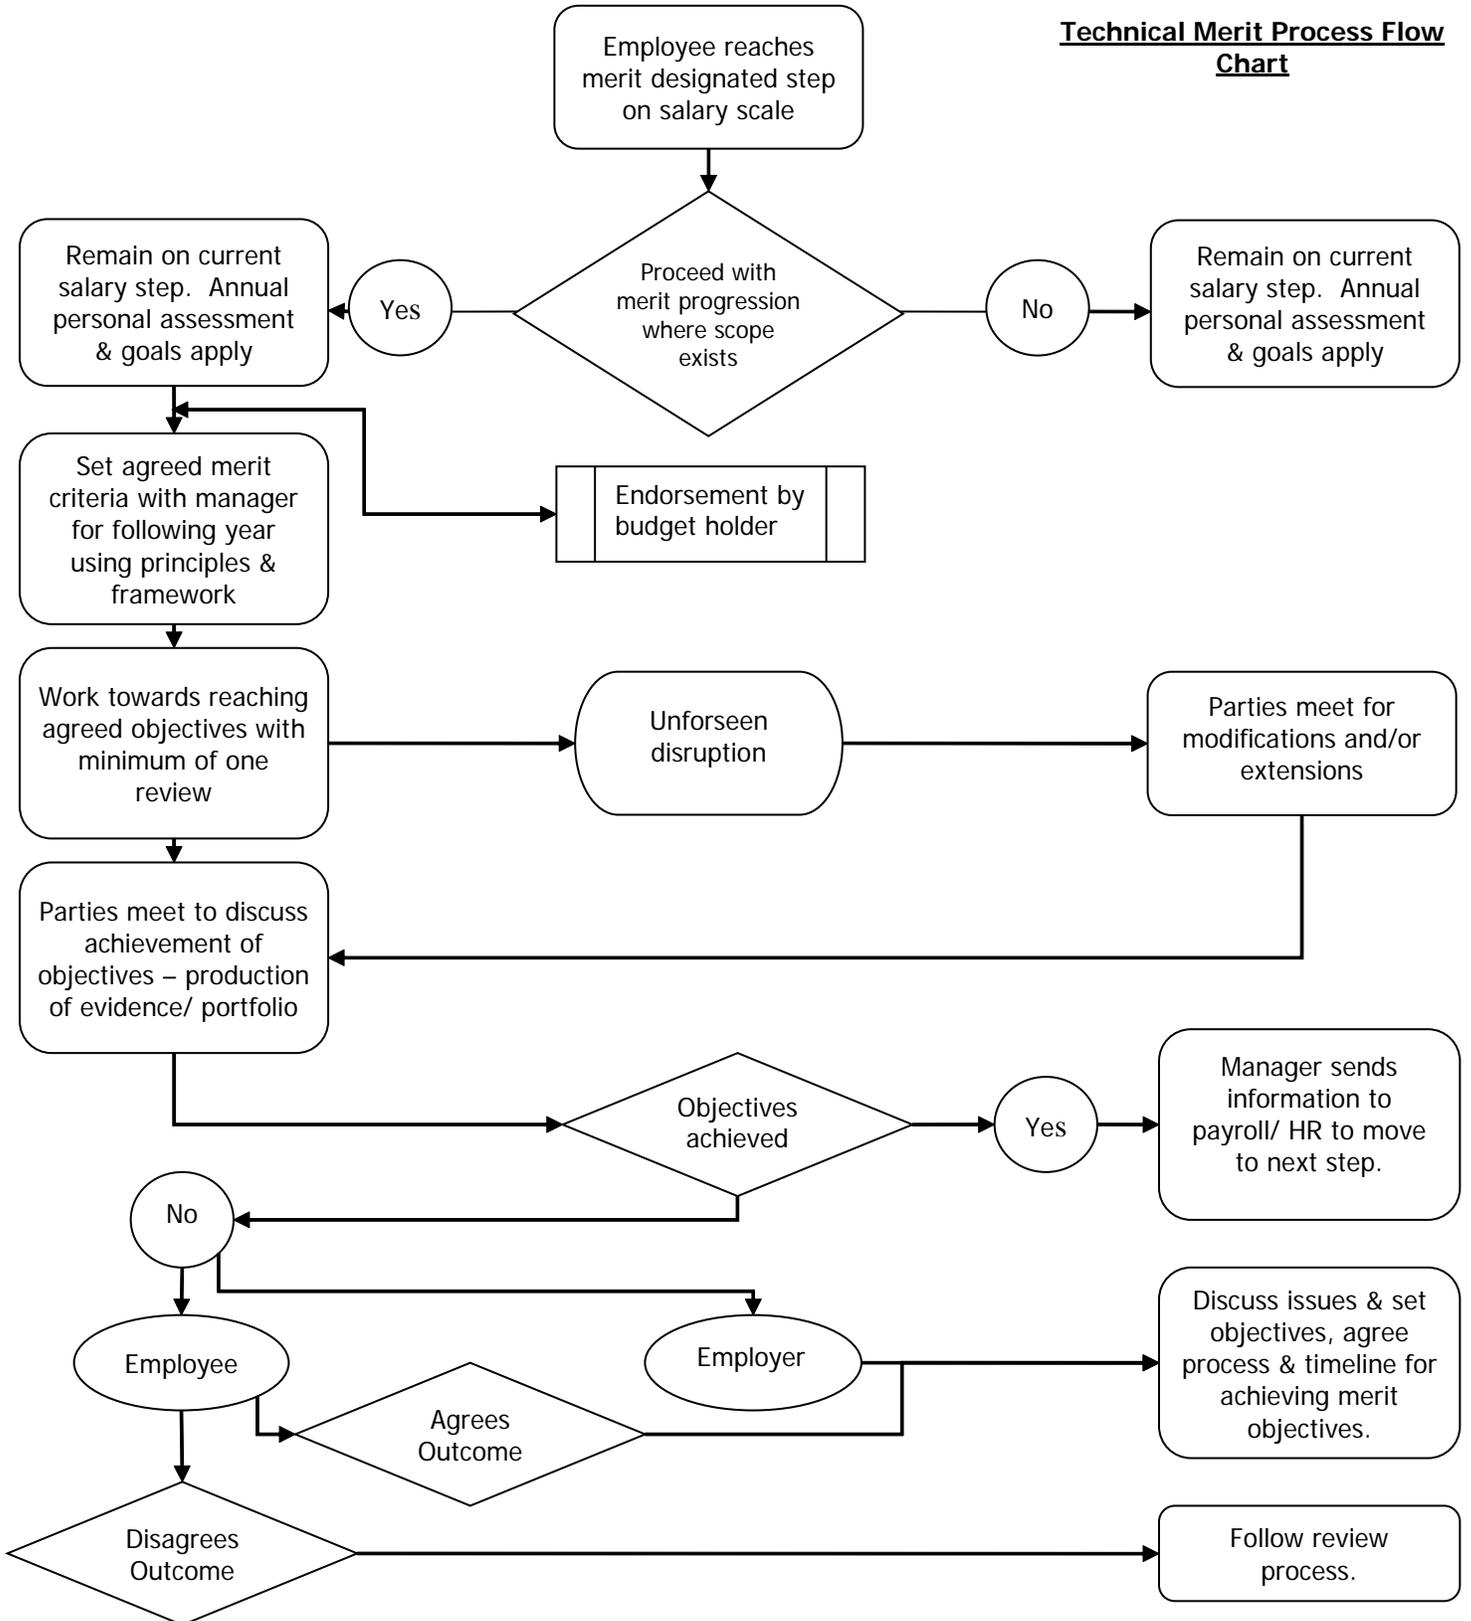 Technical Merit Process Flow
Chart
Employee reaches
merit designated step
on salary scale
Remain on current
salary step.  Annual
personal assessment
& goals apply
Yes
Proceed with
merit progression
where scope
exists
No
Remain on current
salary step.  Annual
personal assessment
& goals apply
Set agreed merit
criteria with manager
for following year
using principles &
framework
Endorsement by
budget holder
Work towards reaching
agreed objectives with
minimum of one
review
Unforseen
disruption
Parties meet for
modifications and/or
extensions
Parties meet to discuss
achievement of
objectives – production
of evidence/ portfolio
Objectives
achieved
Yes
Manager sends
information to
payroll/ HR to move
to next step.
No
Employee
Employer
Discuss issues & set
objectives, agree
process & timeline for
achieving merit
objectives.
Agrees
Outcome
Disagrees
Outcome
Follow review
process.